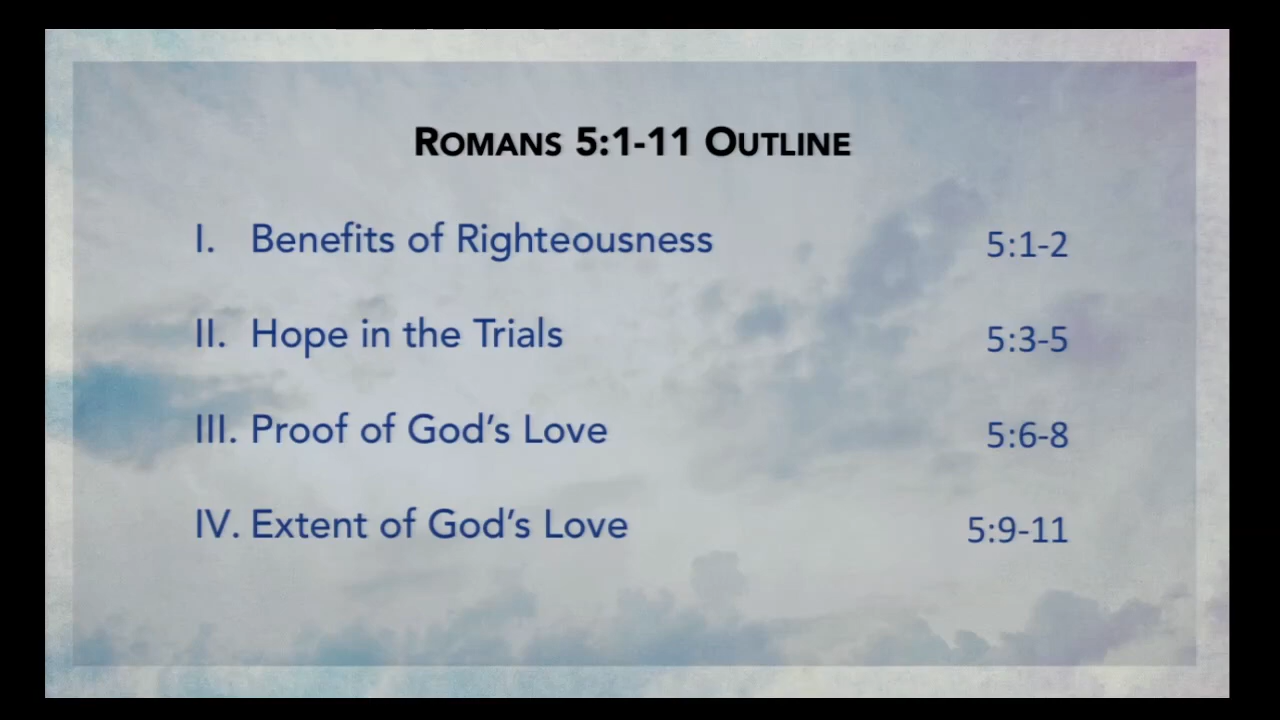 Romans 5:1-11 Outline
I. Benefits of Righteousness 5:1-2
II. Hope in the Trials 5:3-5
III. Proof of God's Love 5:6-8
IV. Extent of God's Love 5:9-11